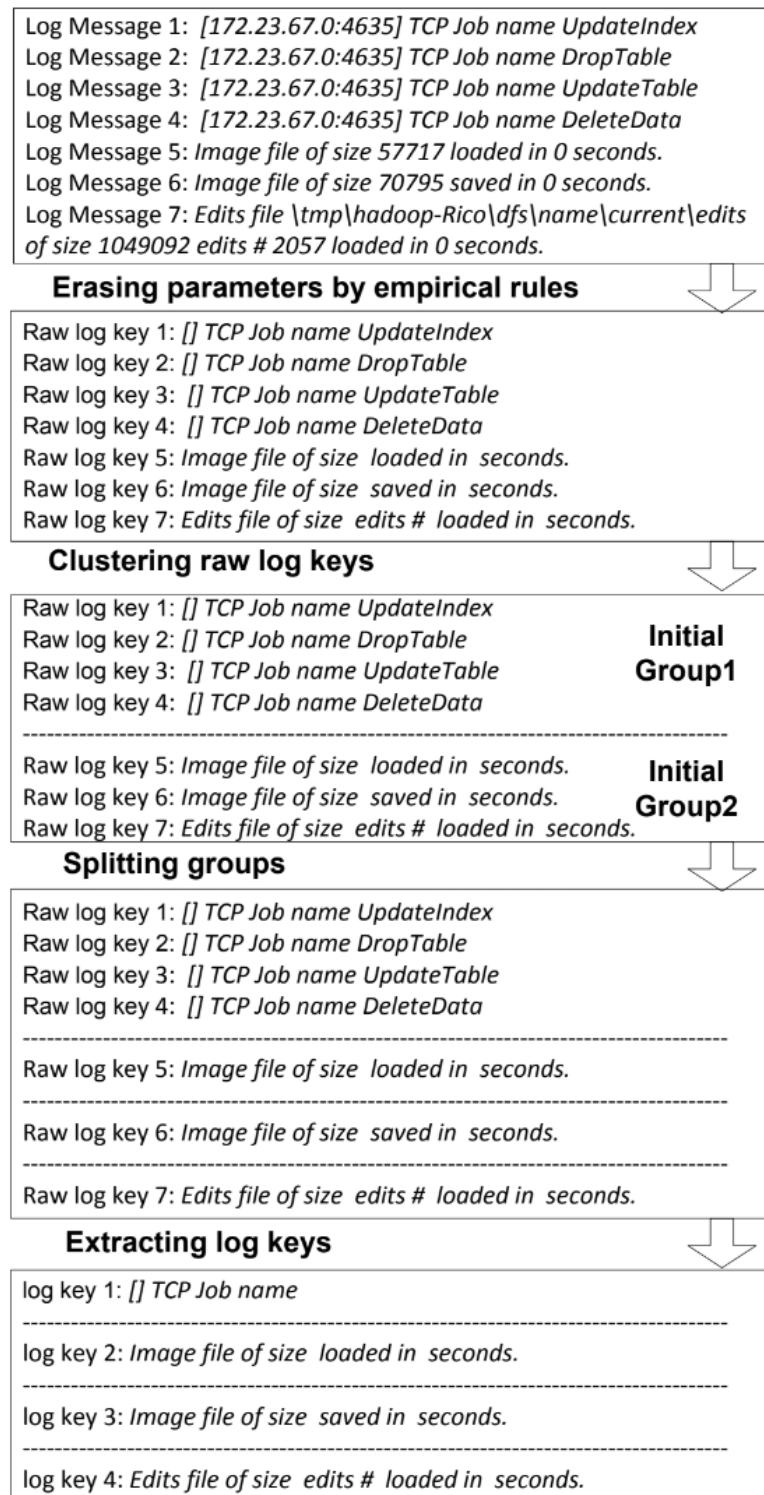 Log Message 1: [172.23.67.0:4635] TCP Job name UpdateIndex
Log Message 2: [172.23.67.0:4635] TCP Job name DropTable
Log Message 3: [172.23.67.0:4635] TCP Job name UpdateTable
Log Message 4: [172.23.67.0:4635] TCP Job name DeleteData
Log Message 5: Image file of size 57717 loaded in 0 seconds.
Log Message 6: Image file of size 70795 saved in 0 seconds.
Log Message 7: Edits file \tmp\hadoop-Rico\dfs\name\current\edits
of size 1049092 edits # 2057 loaded in 0 seconds.
Erasing parameters by empirical rules
Raw log key 1: [] TCP Job name UpdateIndex
Raw log key 2: [] TCP Job name DropTable
Raw log key 3: [] TCP Job name UpdateTable
Raw log key 4: [] TCP Job name DeleteData
Raw log key 5: Image file of size loaded in seconds.
Raw log key 6: Image file of size saved in seconds.
Raw log key 7: Edits file of size edits # loaded in seconds.
Clustering raw log keys
Raw log key 1: [] TCP Job name UpdateIndex
Raw log key 2: [] TCP Job name DropTable
Raw log key 3: [] TCP Job name UpdateTable
Raw log key 4: [] TCP Job name DeleteData
Initial
Group1
Raw log key 5: Image file of size loaded in seconds.
Raw log key 6: Image file of size saved in seconds.
Raw log key 7: Edits file of size edits # loaded in seconds.
Initial
Group2
Splitting groups
Raw log key 1: [] TCP Job name UpdateIndex
Raw log key 2: [] TCP Job name DropTable
Raw log key 3: [] TCP Job name UpdateTable
Raw log key 4: [] TCP Job name DeleteData
Raw log key 5: Image file of size loaded in seconds.
Raw log key 6: Image file of size saved in seconds.
Raw log key 7: Edits file of size edits # loaded in seconds.
Extracting log keys
log key 1: [] TCP Job name
log key 2: Image file of size loaded in seconds.
log key 3: Image file of size saved in seconds.
log key 4: Edits file of size edits # loaded in seconds.